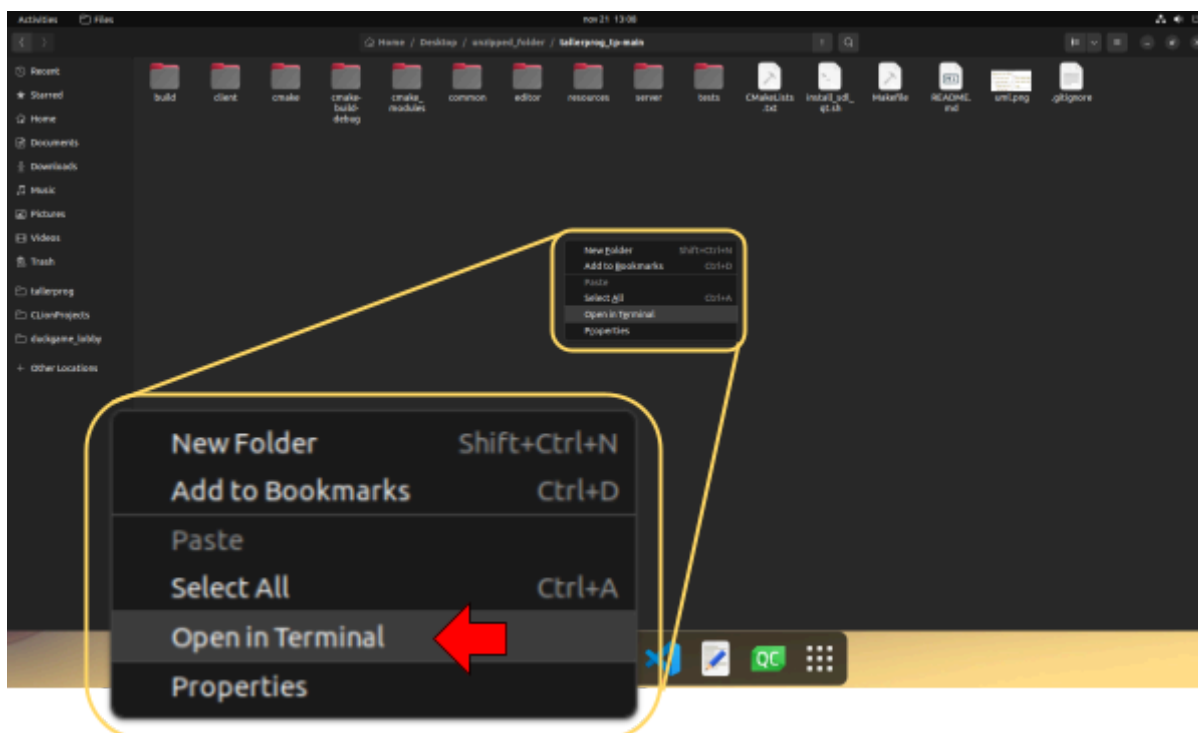 Activities Files nov 21 13:08
Home / Desktop / unzipped_folder / tallerprog_tp-main
Recent
Starred
Home
Documents
Downloads
Music
Pictures
Videos
Trash
tallerprog
CLionProjects
duckgame_lobby
+ Other Locations
build
client
cmake
cmake-
build-
debug
cmake_
modules
common
editor
resources
server
tests
CMakeLists
.txt
install_sdl_
qt.sh
Makefile
README.
md
uml.png
.gitignore
New Folder Shift+Ctrl+N
Add to Bookmarks Ctrl+D
Paste
Select All Ctrl+A
Open in Terminal
Properties
New Folder Shift+Ctrl+N
Add to Bookmarks Ctrl+D
Paste
Select All Ctrl+A
Open in Terminal
Properties
QC